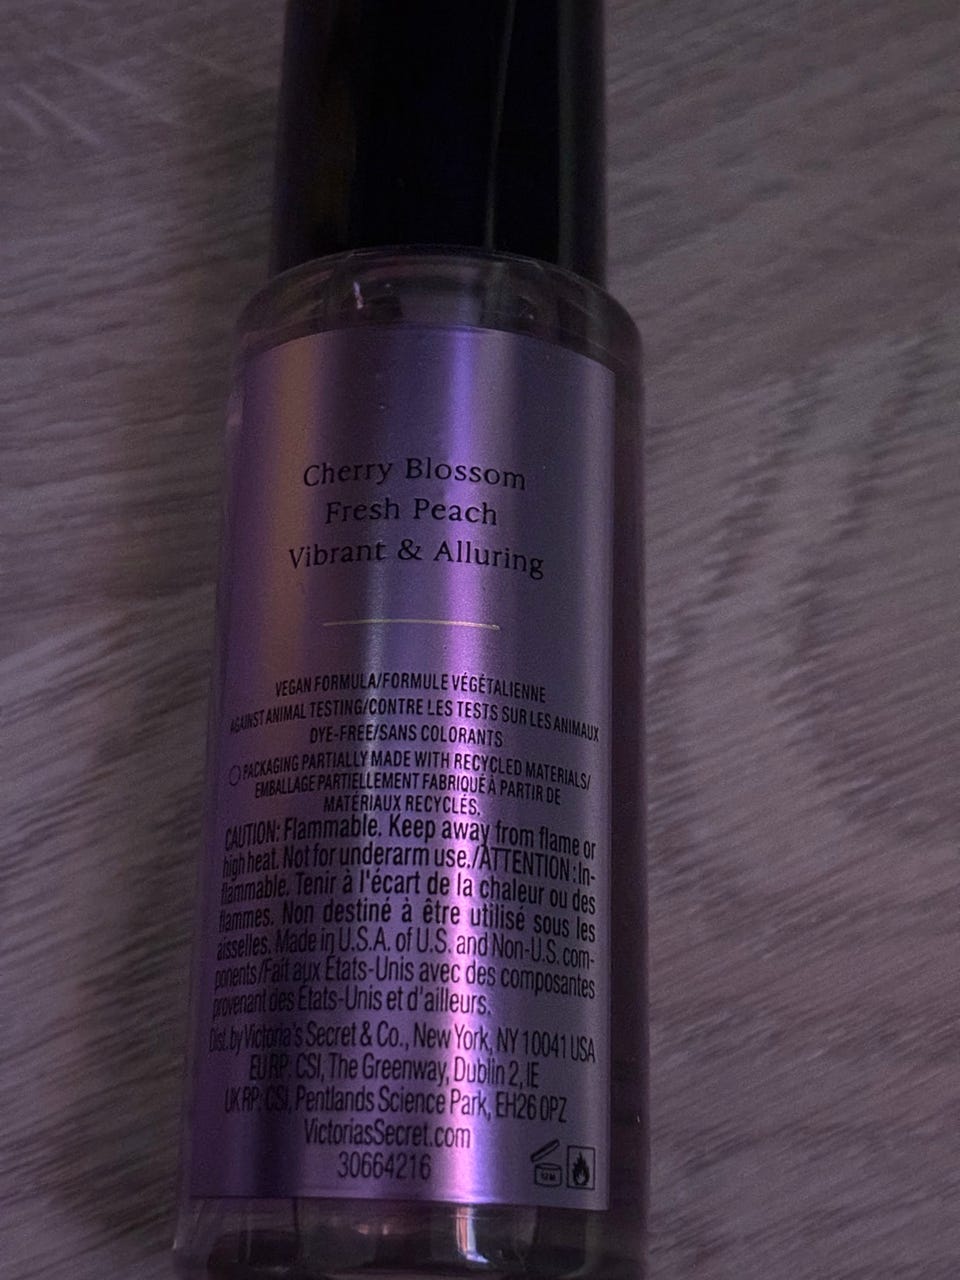 Cherry Blossom
Fresh Peach
Vibrant & Alluring
VEGAN FORMULA/FORMULE VÉGÉTALIENNE
AGAINST ANIMAL TESTING/CONTRE LES TESTS SUR LES ANIMAUX
DYE-FREE/SANS COLORANTS
PACKAGING PARTIALLY MADE WITH RECYCLED MATERIALS/
EMBALLAGE PARTIELLEMENT FABRIQUÉ À PARTIR DE
MATÉRIAUX RECYCLÉS.
CAUTION: Flammable. Keep away from flame or
high heat. Not for underarm use./ATTENTION : In-
flammable. Tenir à l'écart de la chaleur ou des
flammes. Non destiné à être utilisé sous les
aisselles. Made in U.S.A. of U.S. and Non-U.S. com-
ponents/Fait aux États-Unis avec des composantes
provenant des États-Unis et d'ailleurs.
Dist. by Victoria's Secret & Co., New York, NY 10041 USA
EU RP: CSI, The Greenway, Dublin 2, IE
UK RP: CSI, Pentlands Science Park, EH26 0PZ
VictoriasSecret.com
30664216
12 M